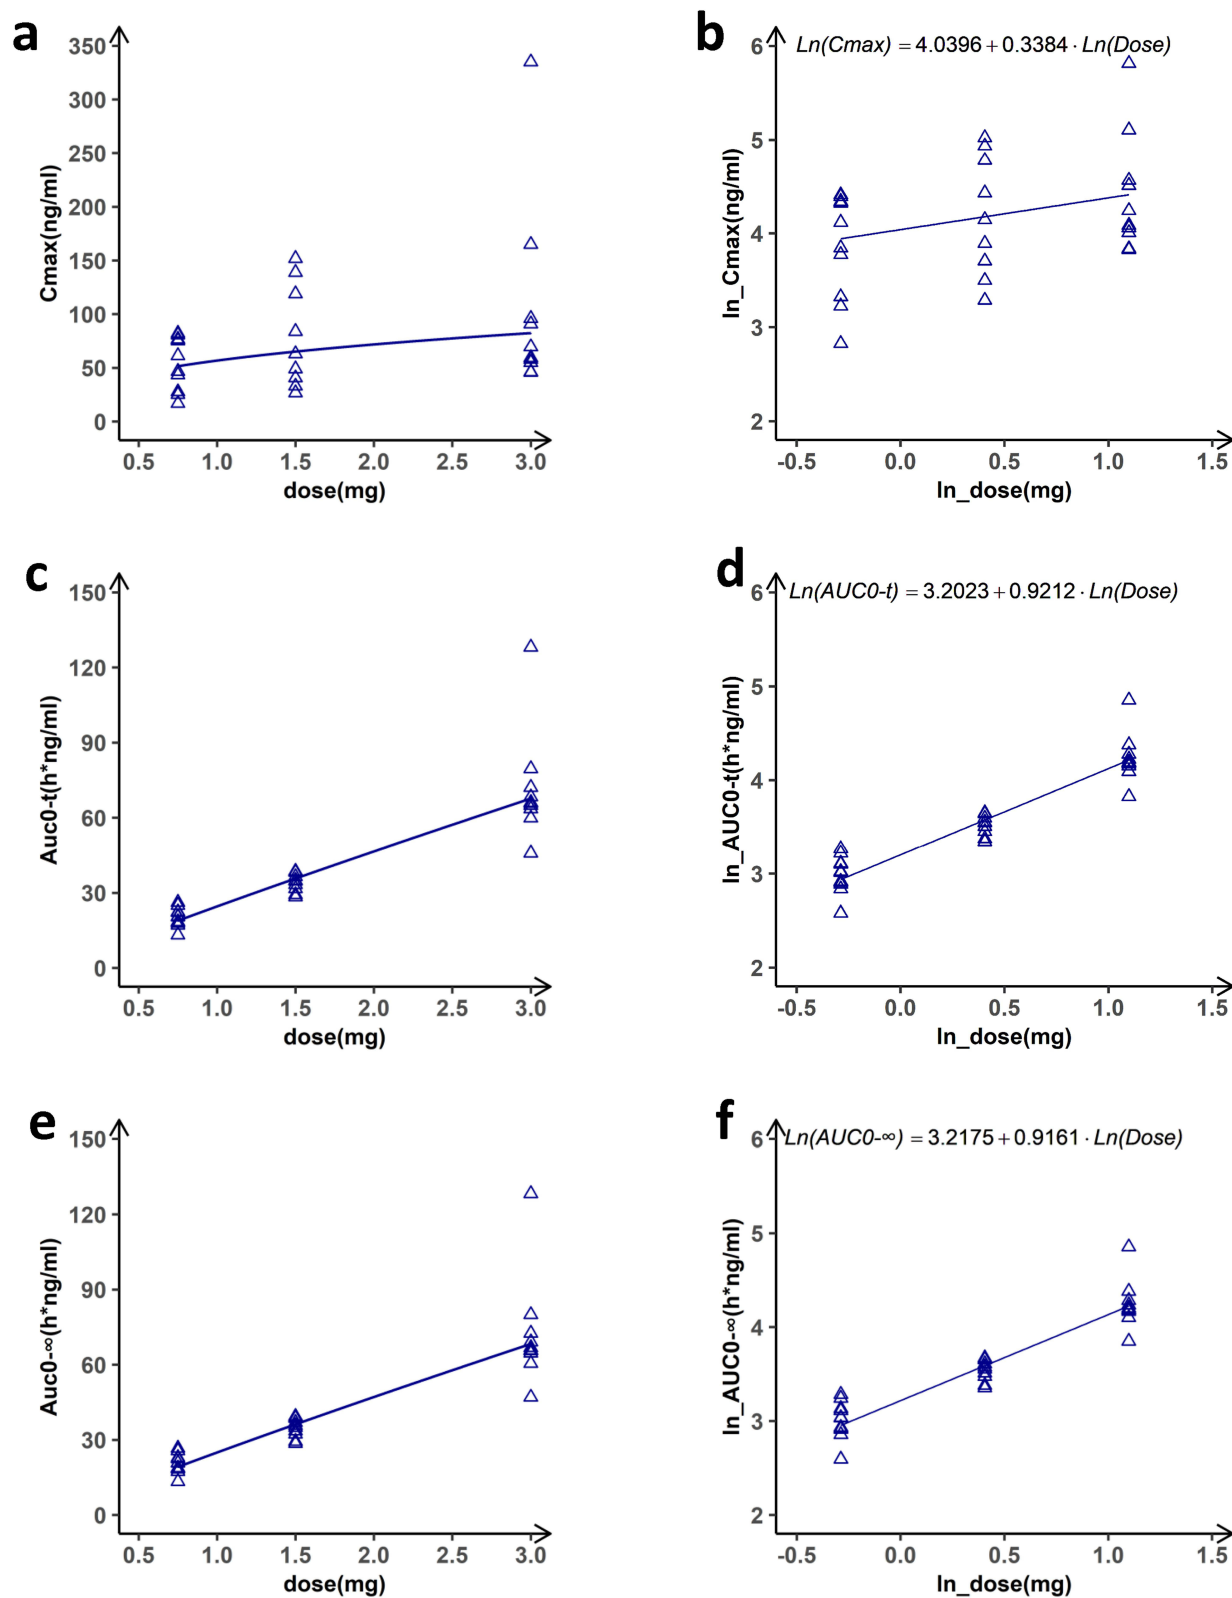 a
350
300
250
200
150
100
50
0
Cmax(ng/ml)
0.5 1.0 1.5 2.0 2.5 3.0
dose(mg)
b
Ln(Cmax) = 4.0396 + 0.3384 · Ln(Dose)
6
5
4
3
2
ln_Cmax(ng/ml)
-0.5 0.0 0.5 1.0 1.5
ln_dose(mg)
c
150
120
90
60
30
0
Auc0-t(h*ng/ml)
0.5 1.0 1.5 2.0 2.5 3.0
dose(mg)
d
Ln(AUC0-t) = 3.2023 + 0.9212 · Ln(Dose)
6
5
4
3
2
ln_AUC0-t(h*ng/ml)
-0.5 0.0 0.5 1.0 1.5
ln_dose(mg)
e
150
120
90
60
30
0
Auc0-∞(h*ng/ml)
0.5 1.0 1.5 2.0 2.5 3.0
dose(mg)
f
Ln(AUC0-∞) = 3.2175 + 0.9161 · Ln(Dose)
6
5
4
3
2
ln_AUC0-∞(h*ng/ml)
-0.5 0.0 0.5 1.0 1.5
ln_dose(mg)